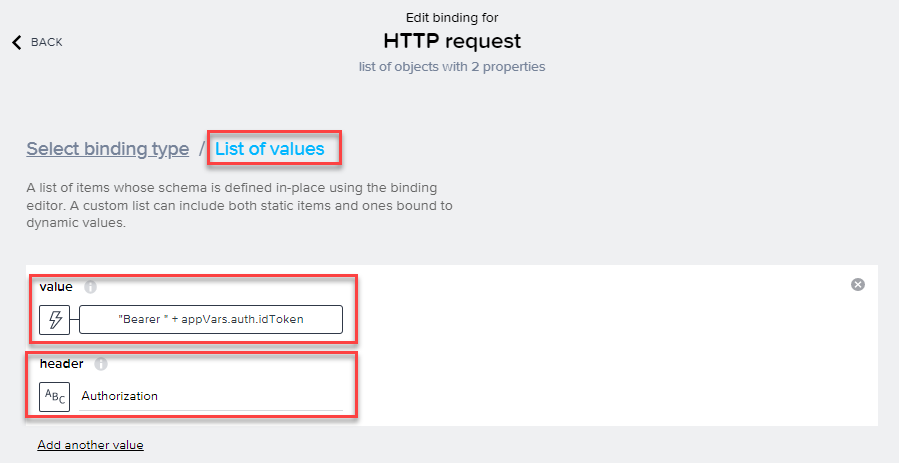 Edit binding for
BACK
HTTP request
list of objects with 2 properties
Select binding type / List of values
A list of items whose schema is defined in-place using the binding
editor. A custom list can include both static items and ones bound to
dynamic values.
value
"Bearer " + appVars.auth.idToken
header
ABC Authorization
Add another value